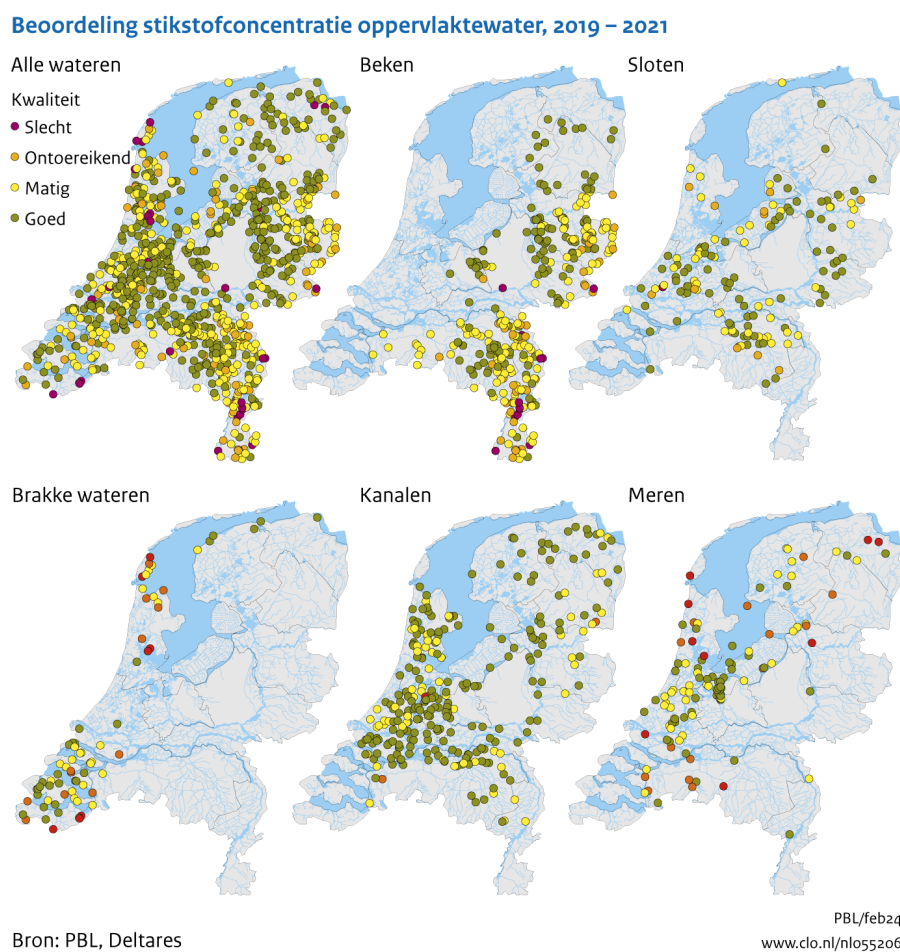 Beoordeling stikstofconcentratie oppervlaktewater, 2019 – 2021
Alle wateren
Beken
Sloten
Kwaliteit
Slecht
Ontoereikend
Matig
Goed
Brakke wateren
Kanalen
Meren
PBL/feb24
Bron: PBL, Deltares
www.clo.nl/nl055206